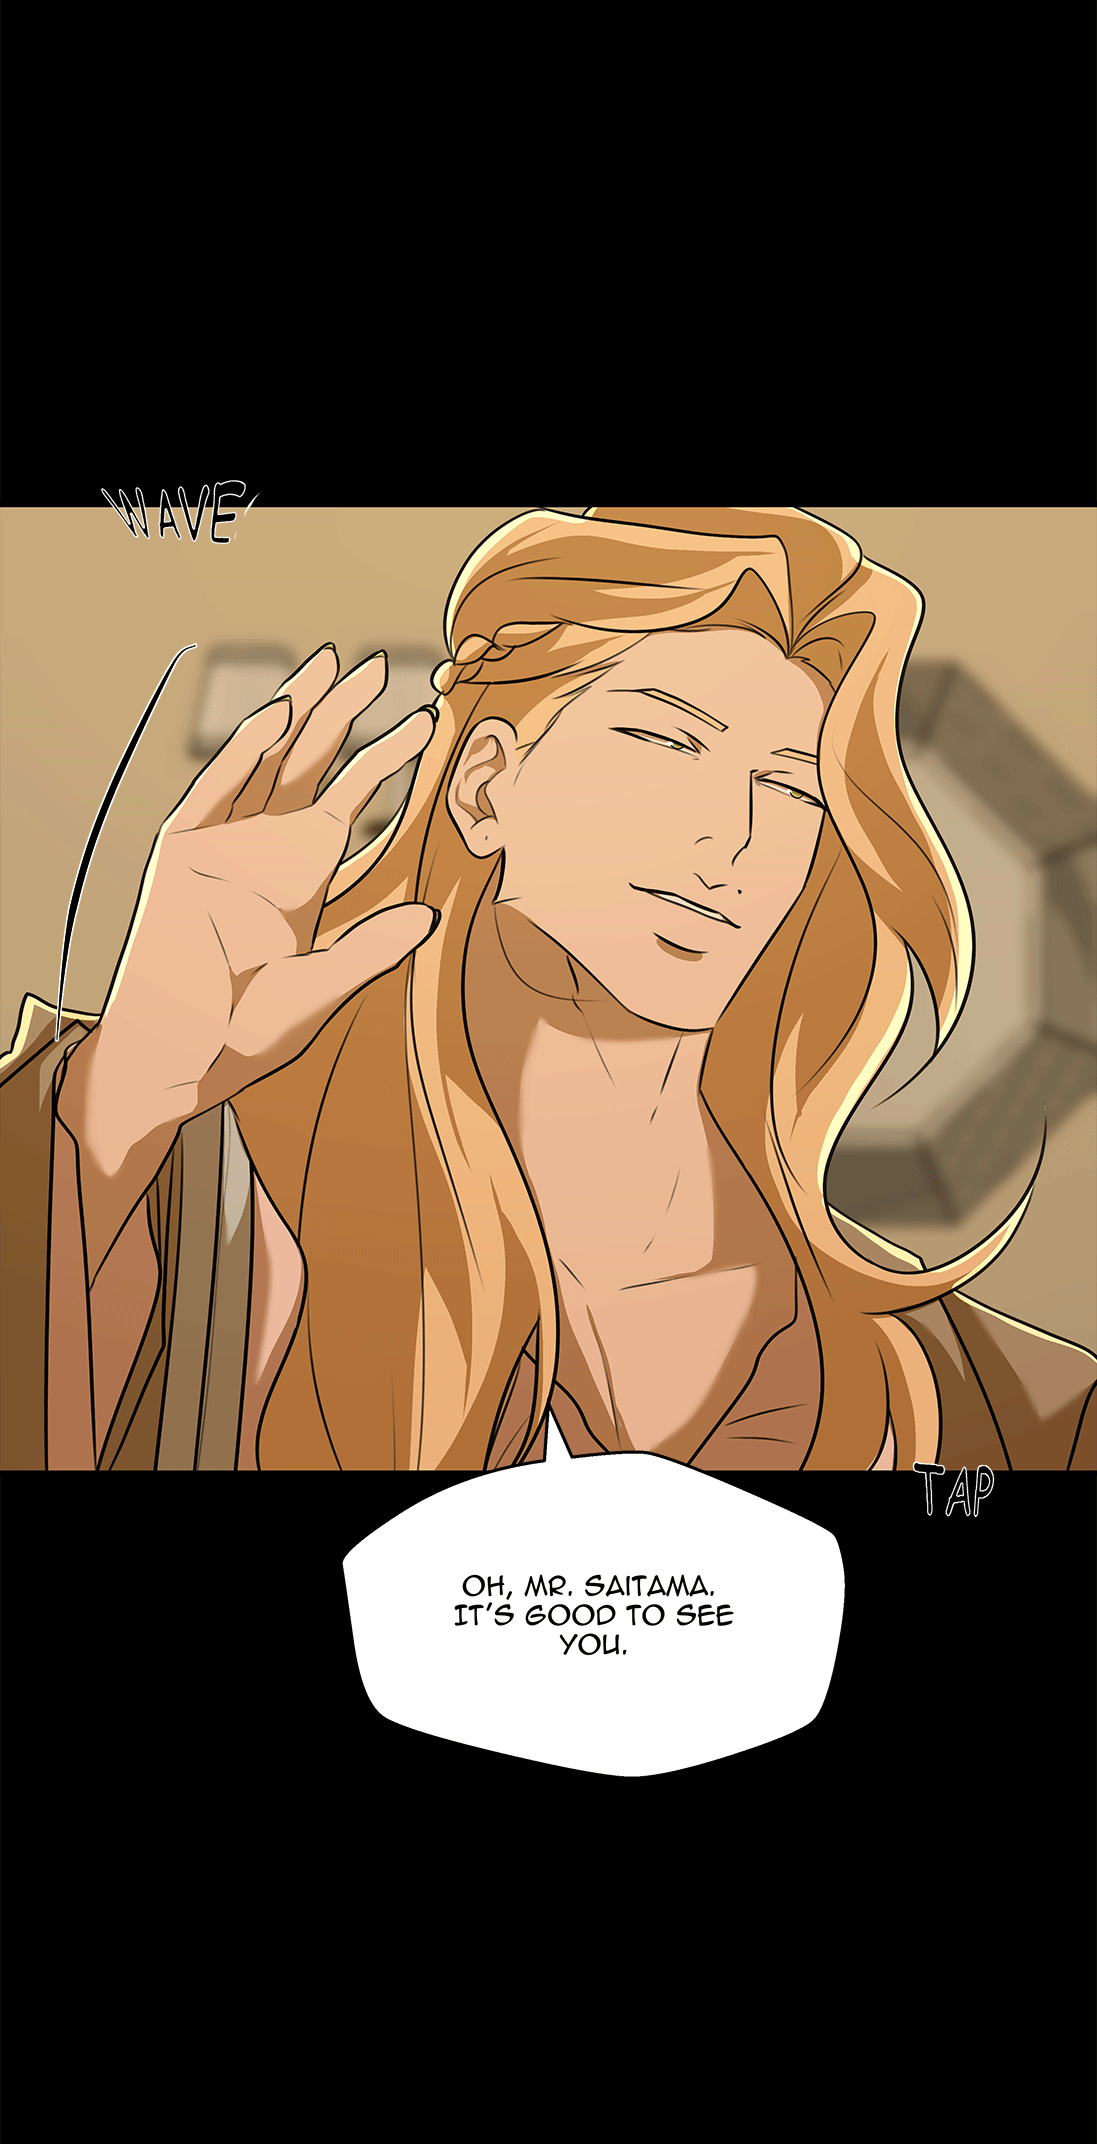 WAVE
TAP
OH, MR. SAITAMA.
IT'S GOOD TO SEE
YOU.